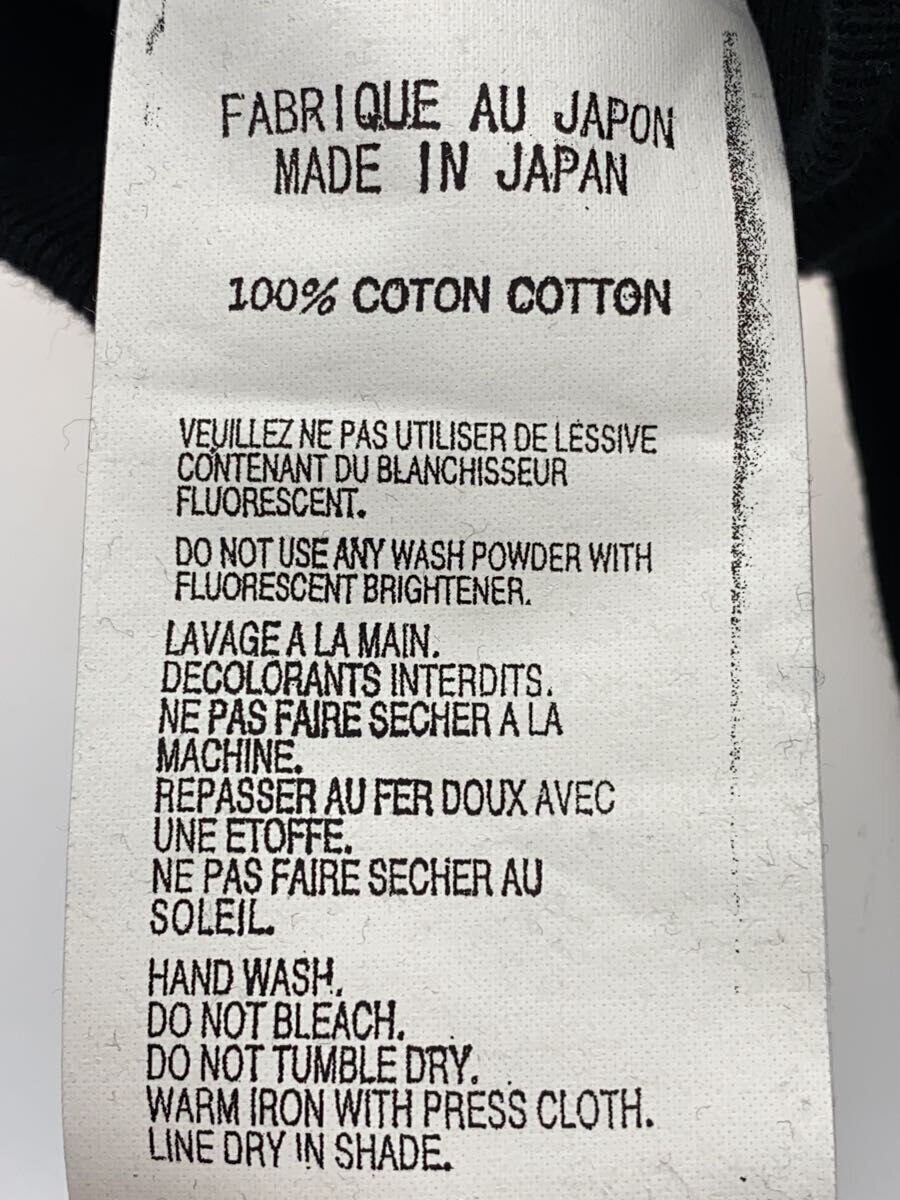 FABRIQUE AU JAPON
MADE IN JAPAN
100% COTON COTTON
VEUILLEZ NE PAS UTILISER DE LESSIVE
CONTENANT DU BLANCHISSEUR
FLUORESCENT.
DO NOT USE ANY WASH POWDER WITH
FLUORESCENT BRIGHTENER.
LAVAGE A LA MAIN.
DECOLORANTS INTERDITS.
NE PAS FAIRE SECHER A LA
MACHINE.
REPASSER AU FER DOUX AVEC
UNE ETOFFE.
NE PAS FAIRE SECHER AU
SOLEIL.
HAND WASH.
DO NOT BLEACH.
DO NOT TUMBLE DRY.
WARM IRON WITH PRESS CLOTH.
LINE DRY IN SHADE.